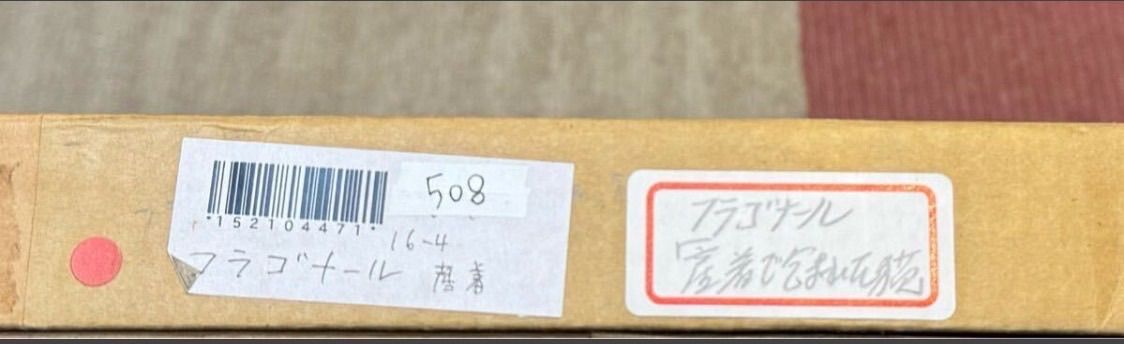 508
*152104471*
16-4
フラゴナール 産着
フラゴナール
「産着で包まれた猫